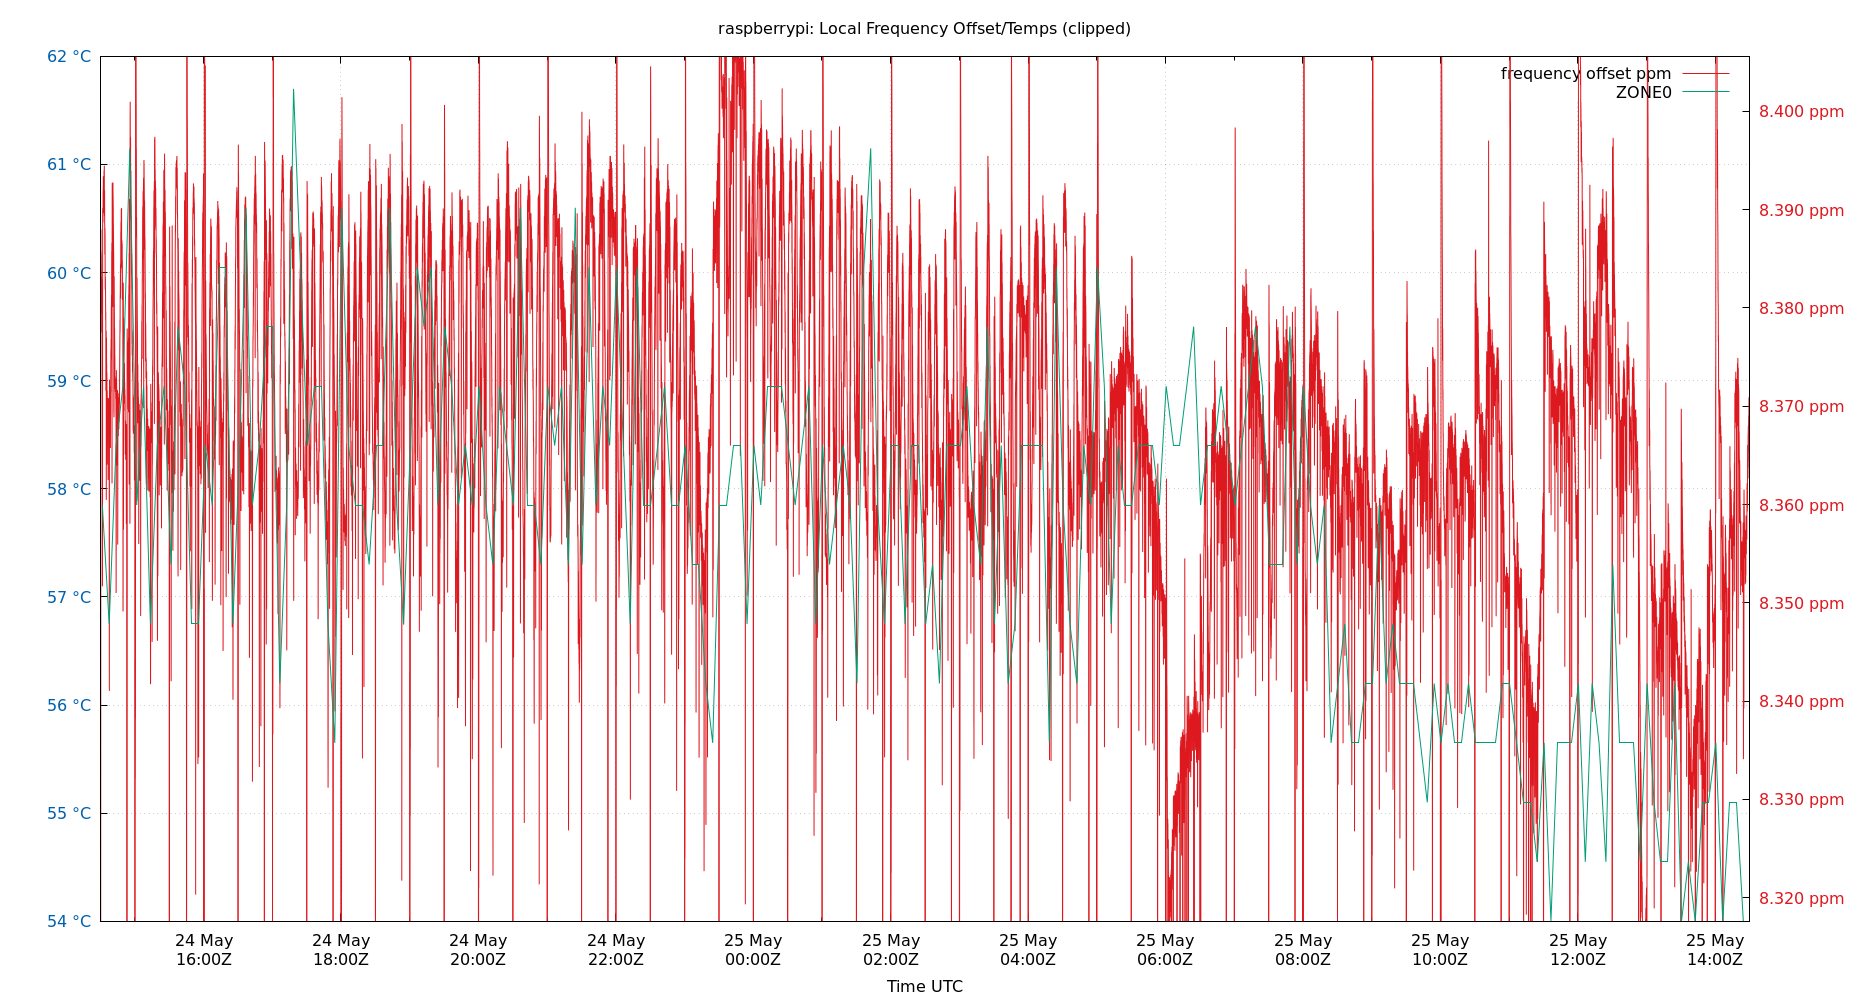 raspberrypi: Local Frequency Offset/Temps (clipped)
62 °C
61 °C
60 °C
59 °C
58 °C
57 °C
56 °C
55 °C
54 °C
frequency offset ppm
ZONE0
8.400 ppm
8.390 ppm
8.380 ppm
8.370 ppm
8.360 ppm
8.350 ppm
8.340 ppm
8.330 ppm
8.320 ppm
24 May
16:00Z
24 May
18:00Z
24 May
20:00Z
24 May
22:00Z
25 May
00:00Z
25 May
02:00Z
25 May
04:00Z
25 May
06:00Z
25 May
08:00Z
25 May
10:00Z
25 May
12:00Z
25 May
14:00Z
Time UTC